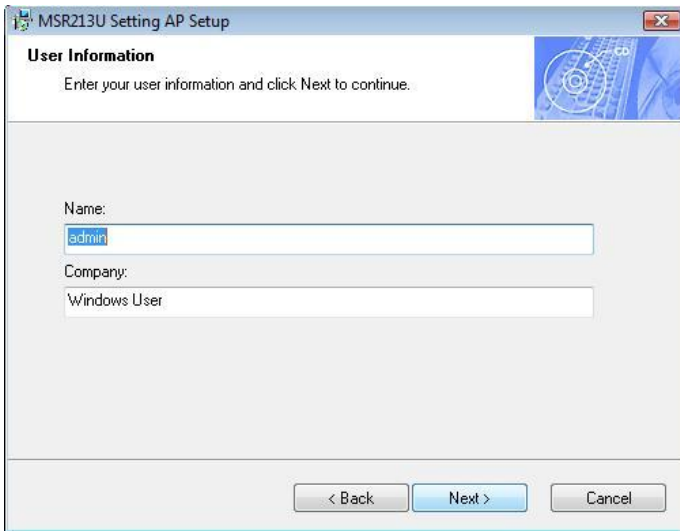 MSR213U Setting AP Setup
User Information
Enter your user information and click Next to continue.
CD
Name:
admin
Company:
Windows User
< Back Next > Cancel